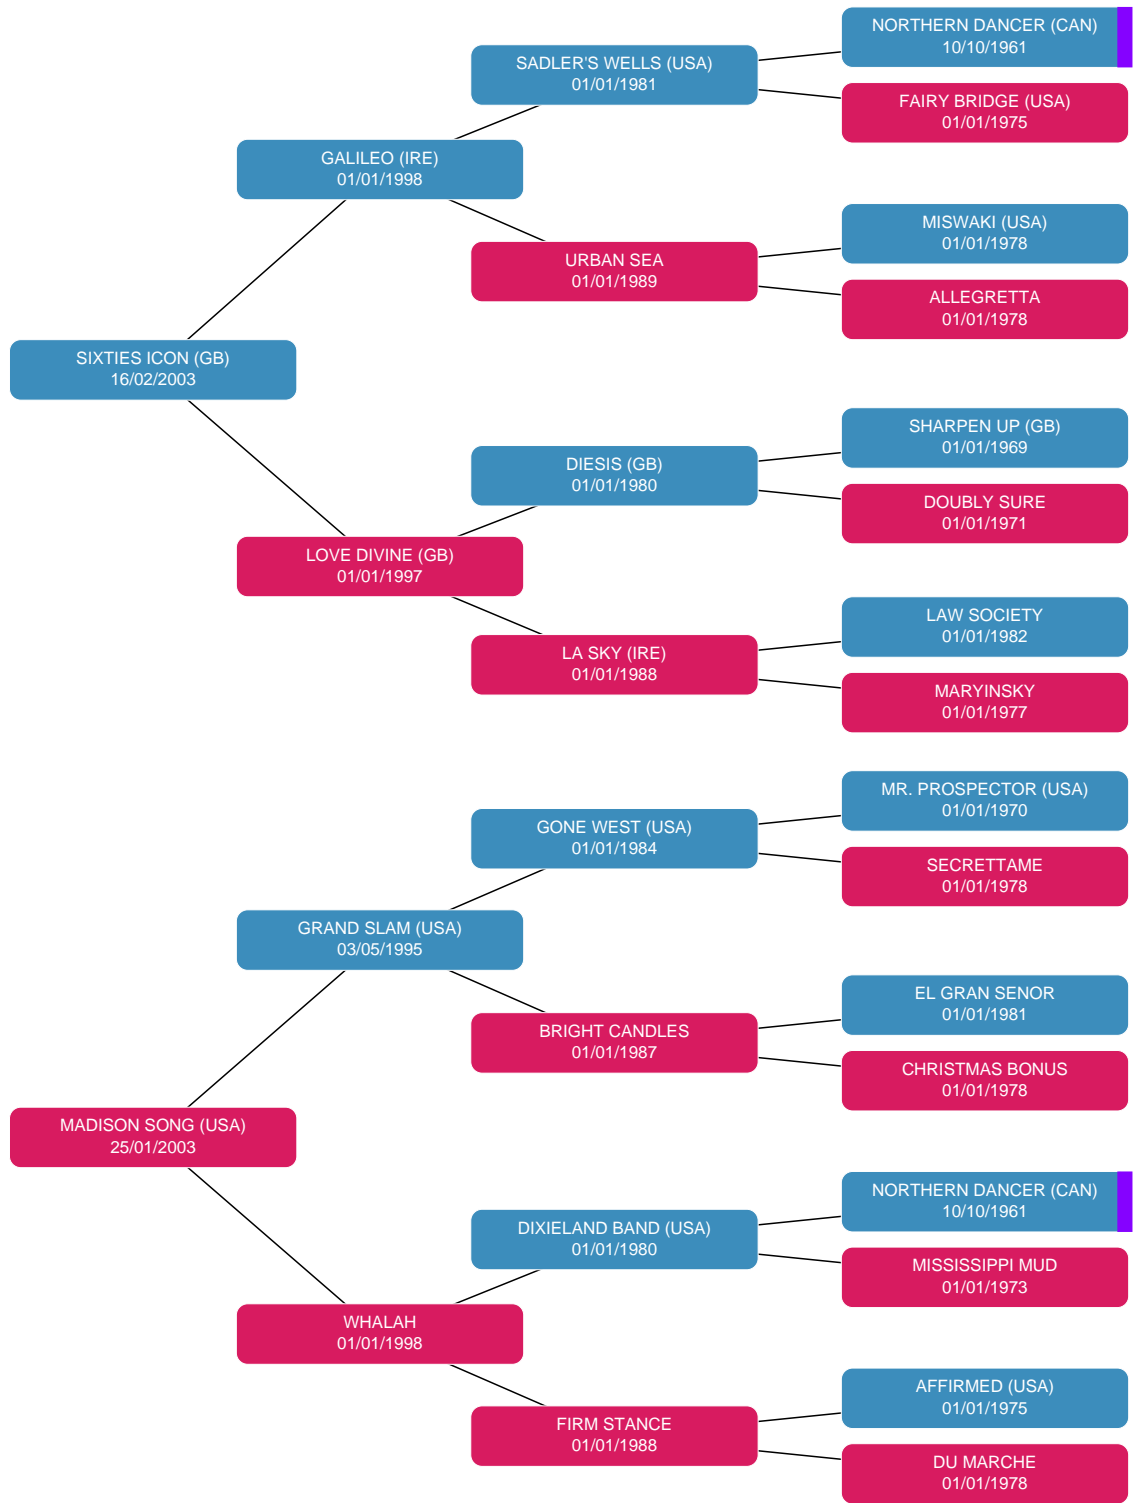 NORTHERN DANCER (CAN)
10/10/1961
SADLER'S WELLS (USA)
01/01/1981
FAIRY BRIDGE (USA)
01/01/1975
GALILEO (IRE)
01/01/1998
MISWAKI (USA)
01/01/1978
URBAN SEA
01/01/1989
ALLEGRETTA
01/01/1978
SIXTIES ICON (GB)
16/02/2003
SHARPEN UP (GB)
01/01/1969
DIESIS (GB)
01/01/1980
DOUBLY SURE
01/01/1971
LOVE DIVINE (GB)
01/01/1997
LAW SOCIETY
01/01/1982
LA SKY (IRE)
01/01/1988
MARYINSKY
01/01/1977
MR. PROSPECTOR (USA)
01/01/1970
GONE WEST (USA)
01/01/1984
SECRETTAME
01/01/1978
GRAND SLAM (USA)
03/05/1995
EL GRAN SENOR
01/01/1981
BRIGHT CANDLES
01/01/1987
CHRISTMAS BONUS
01/01/1978
MADISON SONG (USA)
25/01/2003
NORTHERN DANCER (CAN)
10/10/1961
DIXIELAND BAND (USA)
01/01/1980
MISSISSIPPI MUD
01/01/1973
WHALAH
01/01/1998
AFFIRMED (USA)
01/01/1975
FIRM STANCE
01/01/1988
DU MARCHE
01/01/1978